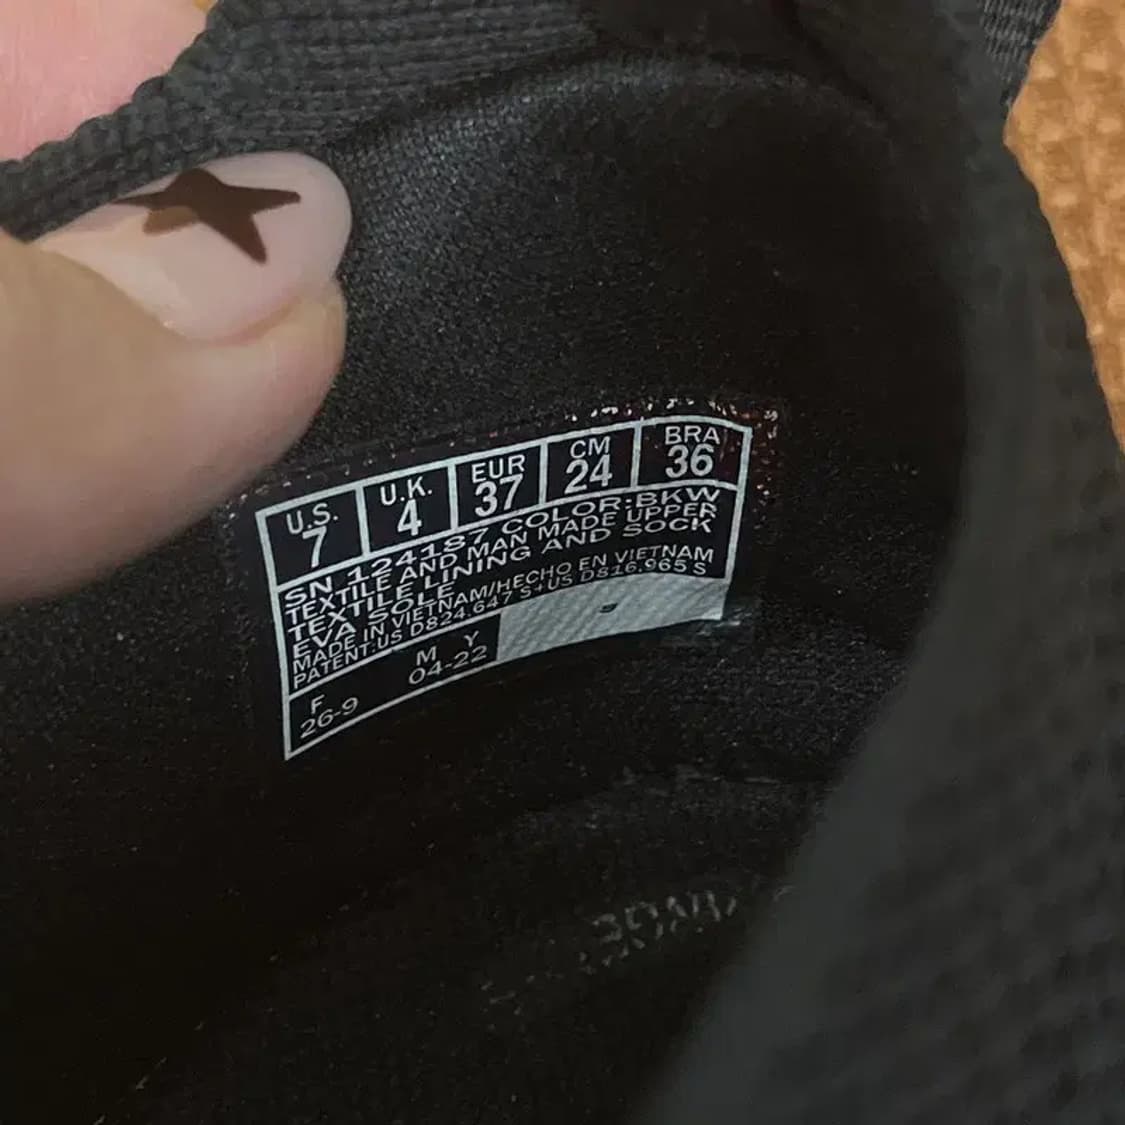 U.S. U.K. EUR CM BRA
7 4 37 24 36
SN 124187 COLOR:BKW
TEXTILE AND MAN MADE UPPER
TEXTILE LINING AND SOCK
EVA SOLE
MADE IN VIETNAM/HECHO EN VIETNAM
PATENT:US D824,647 S+US D816,965 S
F M Y
26-9 04-22